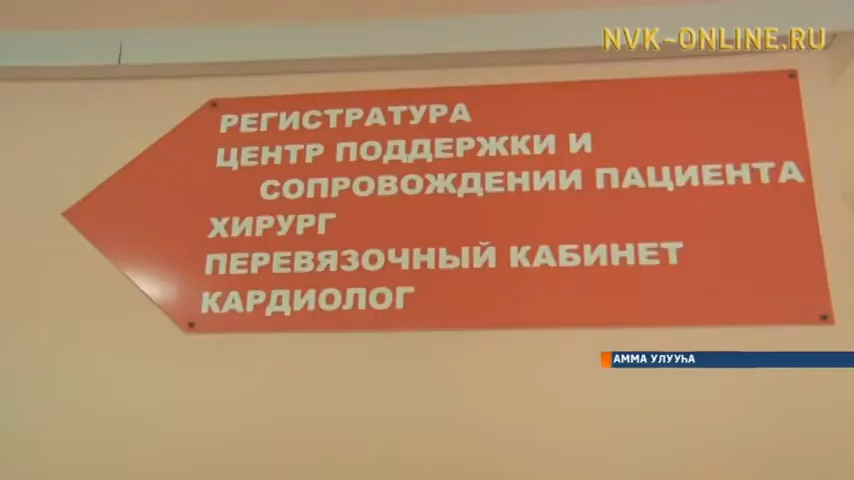 NVK-ONLINE.RU
РЕГИСТРАТУРА
ЦЕНТР ПОДДЕРЖКИ И
СОПРОВОЖДЕНИИ ПАЦИЕНТА
ХИРУРГ
ПЕРЕВЯЗОЧНЫЙ КАБИНЕТ
КАРДИОЛОГ
АММА УЛУУҺА